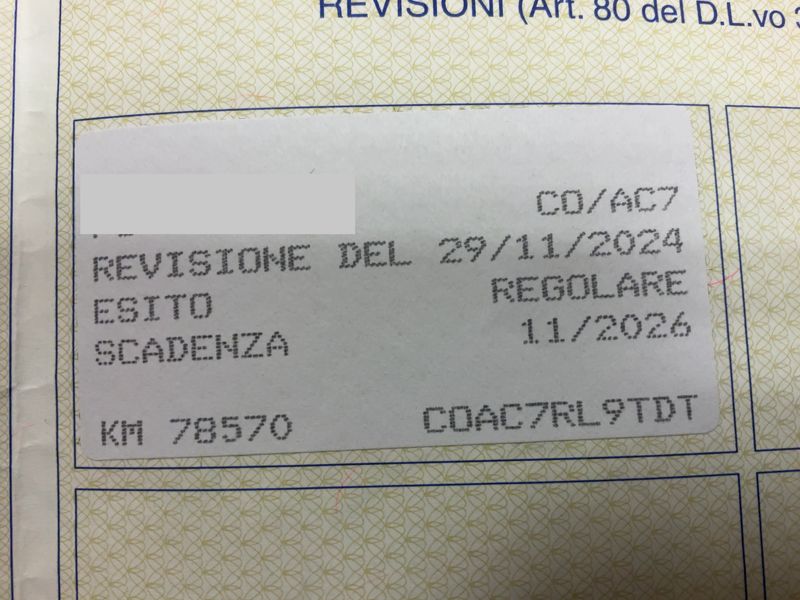 REVISIONI (Art. 80 del D.L.vo
CO/AC7
REVISIONE DEL 29/11/2024
ESITO REGOLARE
SCADENZA 11/2026
KM 78570 COAC7RL9TDT